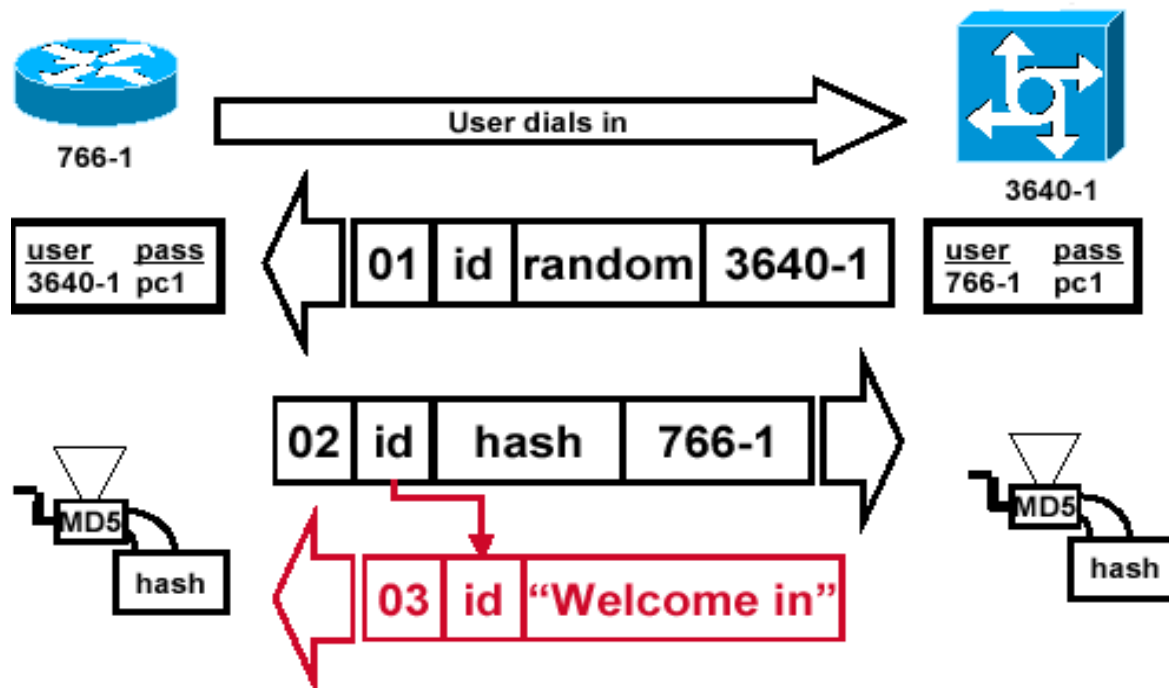 User dials in
766-1
3640-1
user pass
3640-1 pc1
01 id random 3640-1
user pass
766-1 pc1
02 id hash 766-1
MD5
hash
MD5
hash
03 id “Welcome in”